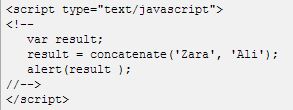 <script type="text/javascript">
<!--
   var result;
   result = concatenate('Zara', 'Ali');
   alert(result );
//-->
</script>